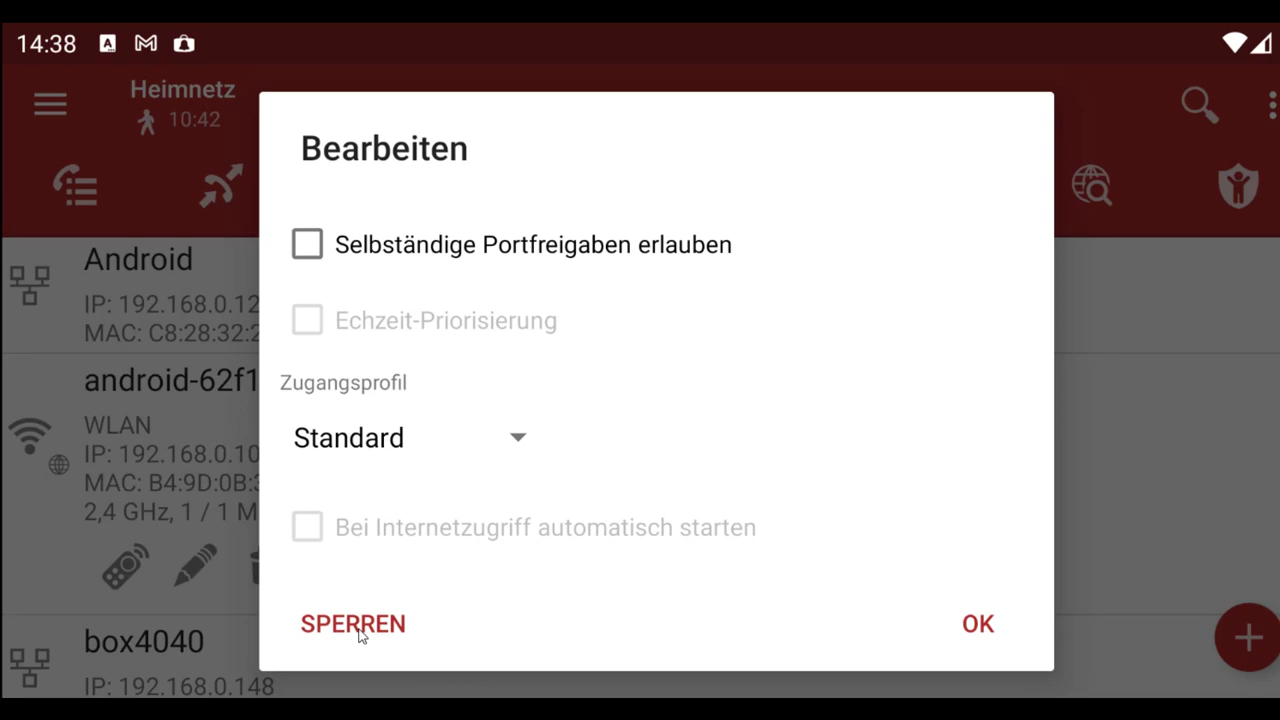 14:38
Heimnetz
10:42
Bearbeiten
Selbständige Portfreigaben erlauben
Echzeit-Priorisierung
Zugangsprofil
Standard
Bei Internetzugriff automatisch starten
SPERREN
OK
Android
IP: 192.168.0.12
MAC: C8:28:32:2
android-62f1
WLAN
IP: 192.168.0.10
MAC: B4:9D:0B:3
2,4 GHz, 1 / 1 M
box4040
IP: 192.168.0.148